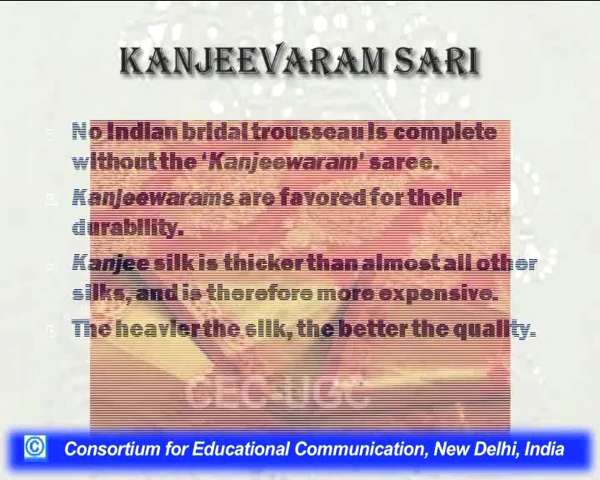 KANJEEVARAM SARI
No Indian bridal trousseau is complete
without the ‘Kanjeewaram’ saree.
Kanjeewarams are favored for their
durability.
Kanjee silk is thicker than almost all other
silks, and is therefore more expensive.
The heavier the silk, the better the quality.
CEC-UGC
© Consortium for Educational Communication, New Delhi, India